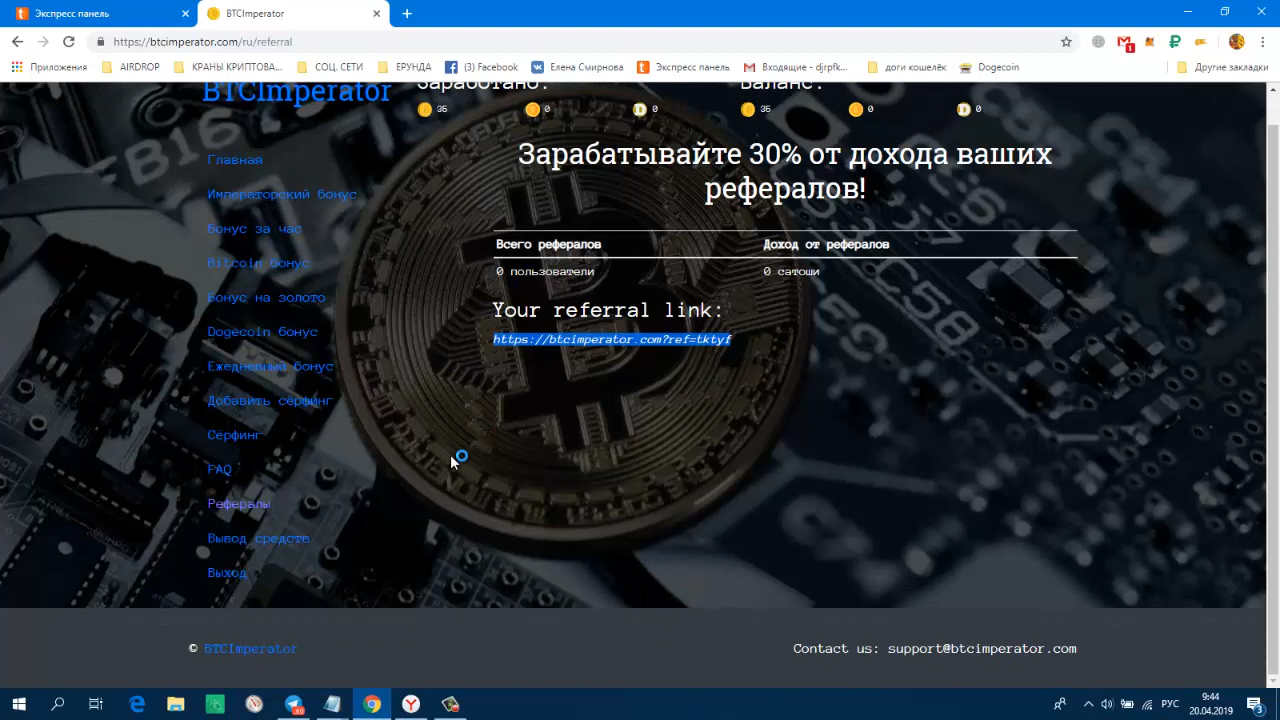 Экспресс панель
BTCImperator
https://btcimperator.com/ru/referral
1
Приложения
AIRDROP
КРАНЫ КРИПТОВА...
СОЦ. СЕТИ
ЕРУНДА
(3) Facebook
Елена Смирнова
Экспресс панель
Входящие - djrpfk...
доги кошелёк
Dogecoin
Другие закладки
BTCImperator
Заработано:
Баланс:
35
0
0
35
0
0
Главная
Императорский бонус
Бонус за час
Bitcoin бонус
Бонус на золото
Dogecoin бонус
Ежедневный бонус
Добавить серфинг
Серфинг
FAQ
Рефералы
Вывод средств
Выход
Зарабатывайте 30% от дохода ваших
рефералов!
Всего рефералов
Доход от рефералов
0 пользователи
0 сатоши
Your referral link:
https://btcimperator.com?ref=tktyf
© BTCImperator
Contact us: support@btcimperator.com
РУС
9:44
20.04.2019
3